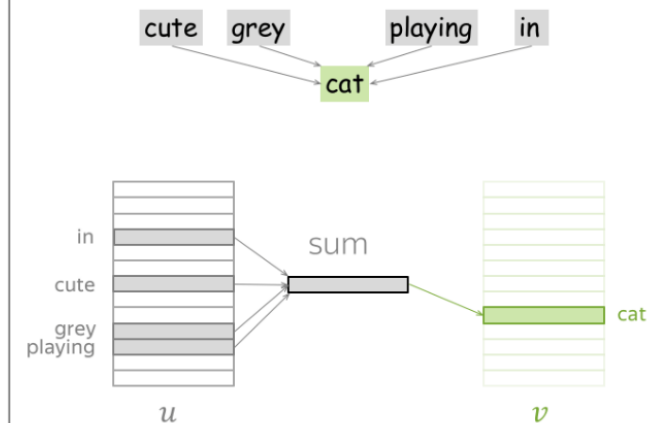 cute grey playing in
cat
in
sum
cute
grey
cat
playing
u
v